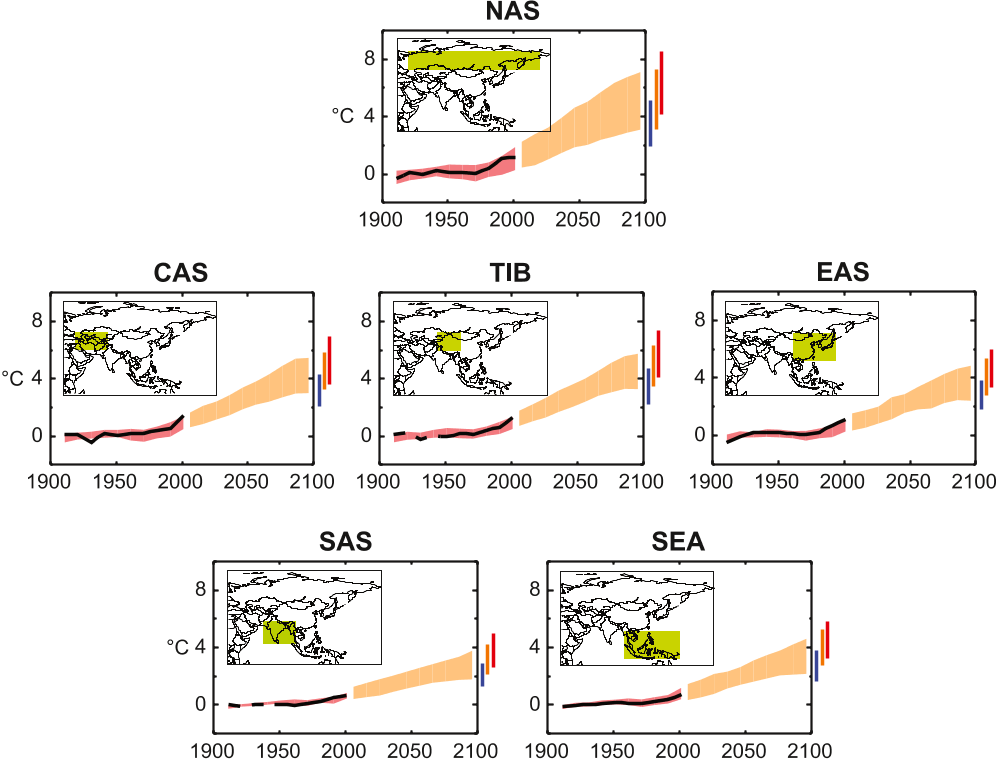 NAS
8
°C 4
0
1900 1950 2000 2050 2100
CAS TIB EAS
8 8 8
°C 4 4 4
0 0 0
1900 1950 2000 2050 2100 1900 1950 2000 2050 2100 1900 1950 2000 2050 2100
SAS SEA
8 8
°C 4 4
0 0
1900 1950 2000 2050 2100 1900 1950 2000 2050 2100